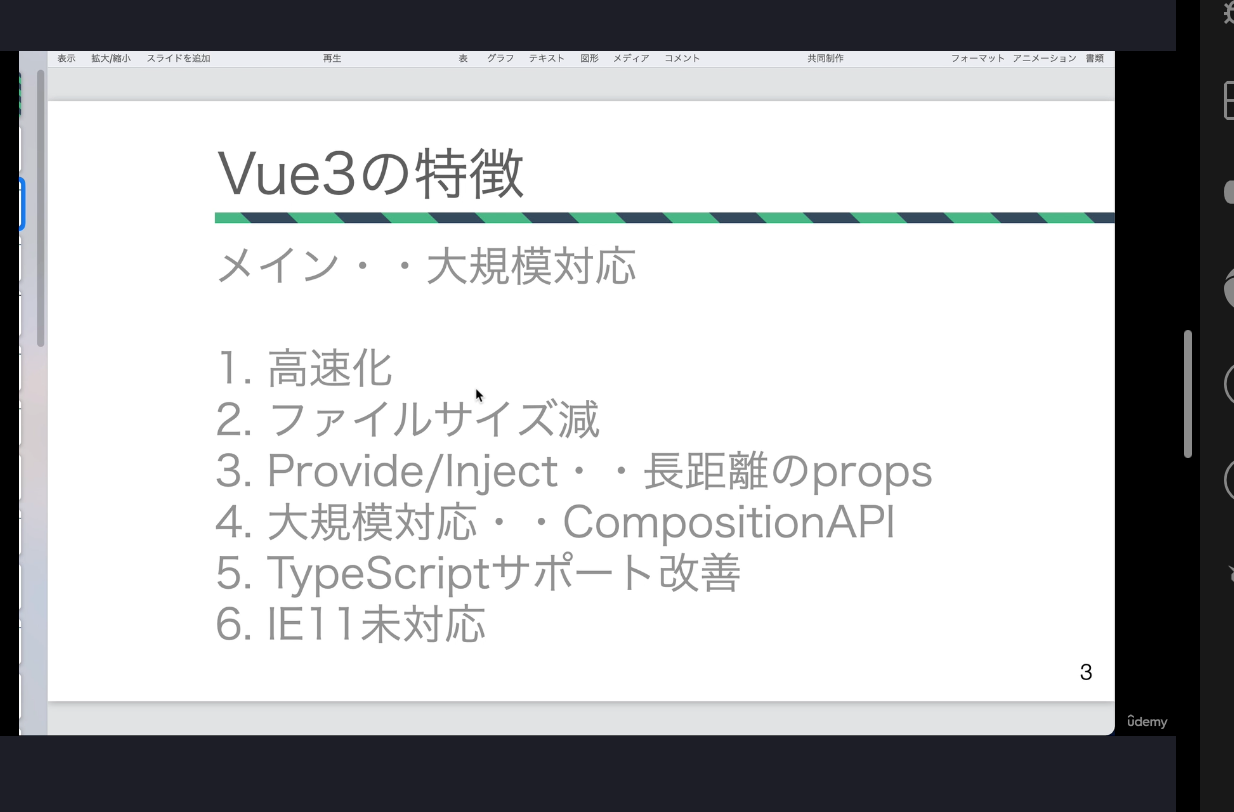 表示 拡大/縮小 スライドを追加 再生 表 グラフ テキスト 図形 メディア コメント 共同制作 フォーマット アニメーション 書類
Vue3の特徴
メイン・・大規模対応
1. 高速化
2. ファイルサイズ減
3. Provide/Inject・・長距離のprops
4. 大規模対応・・CompositionAPI
5. TypeScriptサポート改善
6. IE11未対応
3
ûdemy